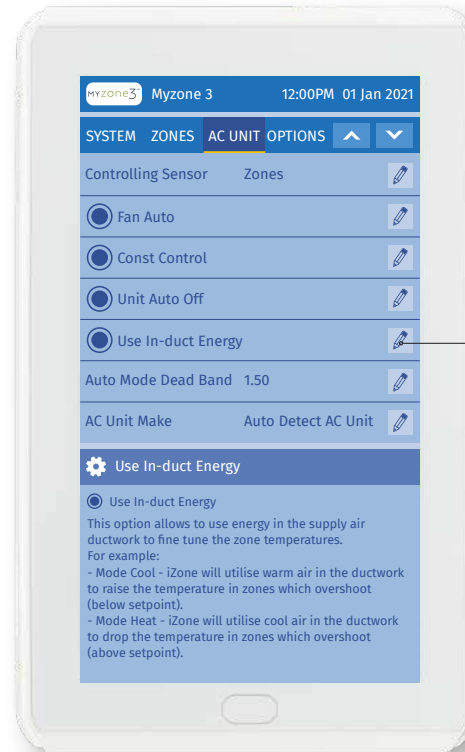 MYZONE3™ Myzone 3 12:00PM 01 Jan 2021
SYSTEM ZONES AC UNIT OPTIONS
Controlling Sensor Zones
Fan Auto
Const Control
Unit Auto Off
Use In-duct Energy
Auto Mode Dead Band 1.50
AC Unit Make Auto Detect AC Unit
Use In-duct Energy
Use In-duct Energy
This option allows to use energy in the supply air
ductwork to fine tune the zone temperatures.
For example:
- Mode Cool - iZone will utilise warm air in the ductwork
to raise the temperature in zones which overshoot
(below setpoint).
- Mode Heat - iZone will utilise cool air in the ductwork
to drop the temperature in zones which overshoot
(above setpoint).